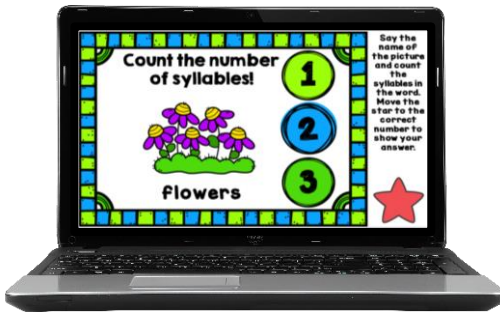 Count the number
of syllables!
1
2
3
flowers
Say the
name of
the picture
and count
the
syllables in
the word.
Move the
star to the
correct
number to
show your
answer.